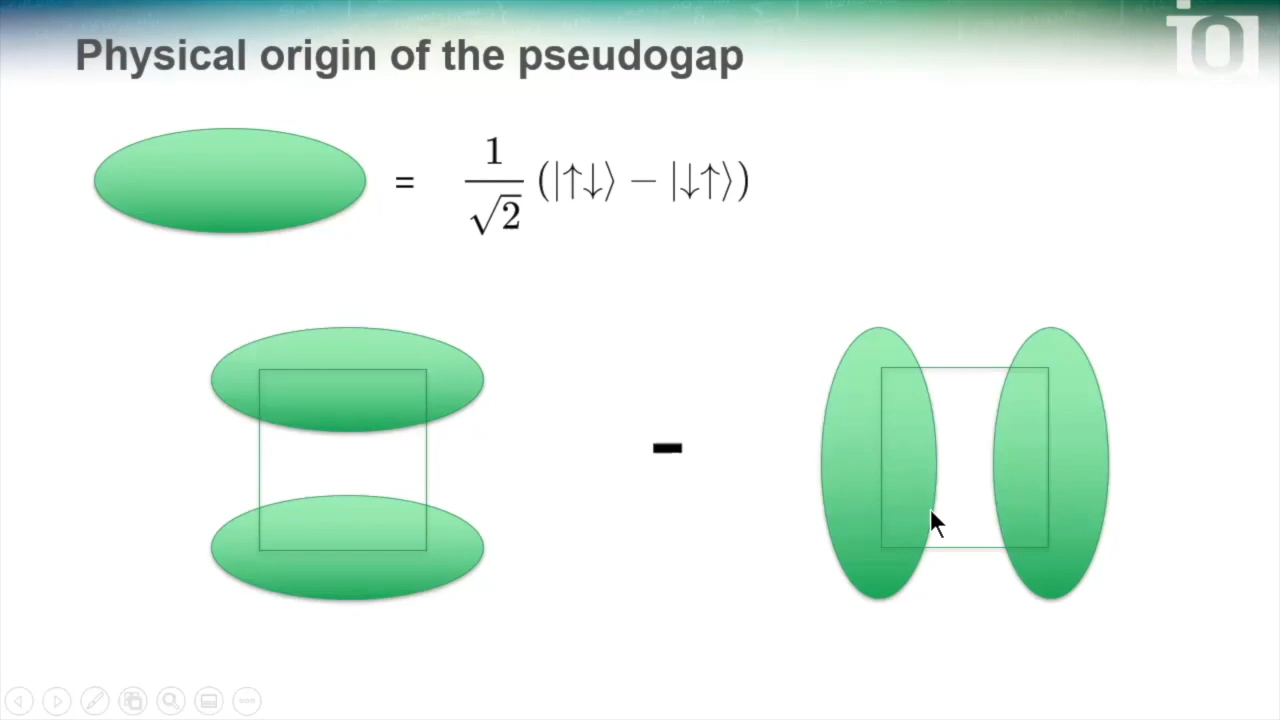 Physical origin of the pseudogap
= 1/√2 (|↑↓⟩ − |↓↑⟩)
-